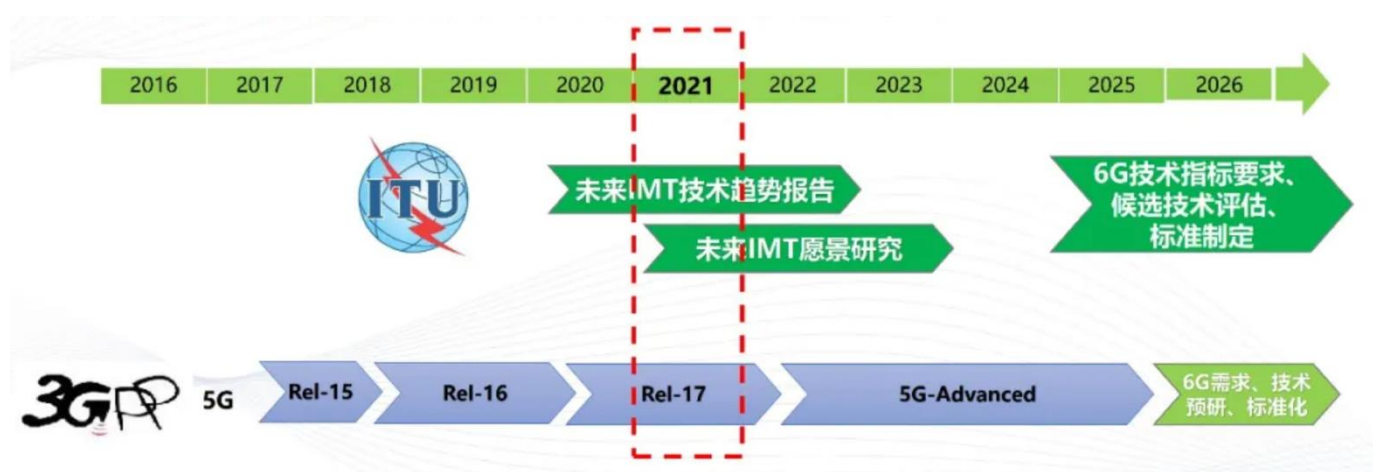 2016 2017 2018 2019 2020 2021 2022 2023 2024 2025 2026
ITU
未来IMT技术趋势报告
未来IMT愿景研究
6G技术指标要求、
候选技术评估、
标准制定
3GPP
5G
Rel-15
Rel-16
Rel-17
5G-Advanced
6G需求、技术
预研、标准化